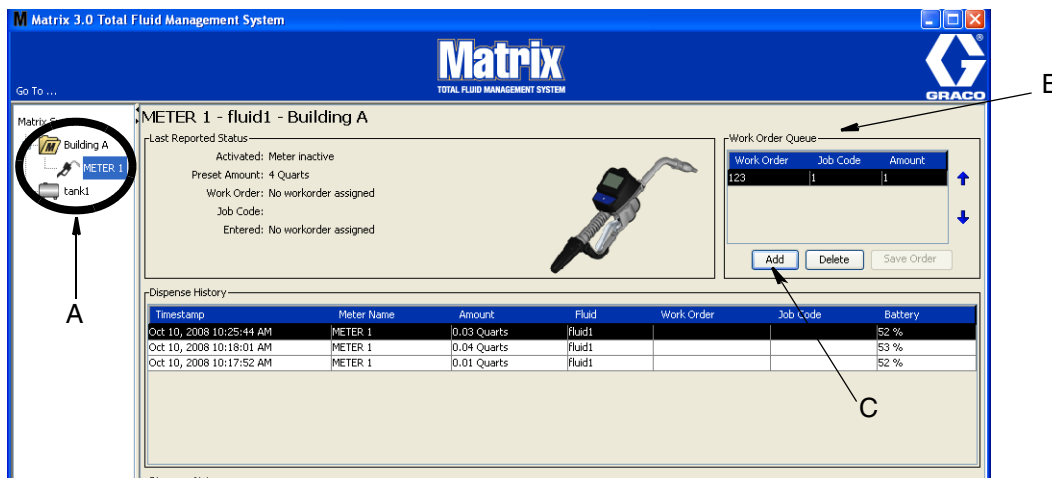 M Matrix 3.0 Total Fluid Management System
Matrix
TOTAL FLUID MANAGEMENT SYSTEM
GRACO
Go To ...
Matrix
Building A
METER 1
tank1
A
METER 1 - fluid1 - Building A
Last Reported Status
Activated: Meter inactive
Preset Amount: 4 Quarts
Work Order: No workorder assigned
Job Code:
Entered: No workorder assigned
B
Work Order Queue
Work Order Job Code Amount
123 1 1
Add Delete Save Order
Dispense History
Timestamp Meter Name Amount Fluid Work Order Job Code Battery
Oct 10, 2008 10:25:44 AM METER 1 0.03 Quarts fluid1 52 %
Oct 10, 2008 10:18:01 AM METER 1 0.04 Quarts fluid1 53 %
Oct 10, 2008 10:17:52 AM METER 1 0.01 Quarts fluid1 52 %
C